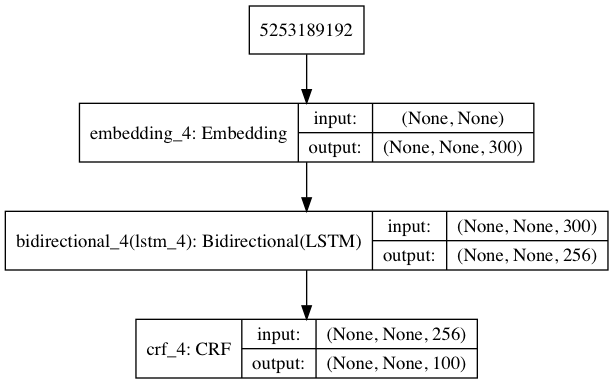 5253189192
embedding_4: Embedding
input:
(None, None)
output:
(None, None, 300)
bidirectional_4(lstm_4): Bidirectional(LSTM)
input:
(None, None, 300)
output:
(None, None, 256)
crf_4: CRF
input:
(None, None, 256)
output:
(None, None, 100)